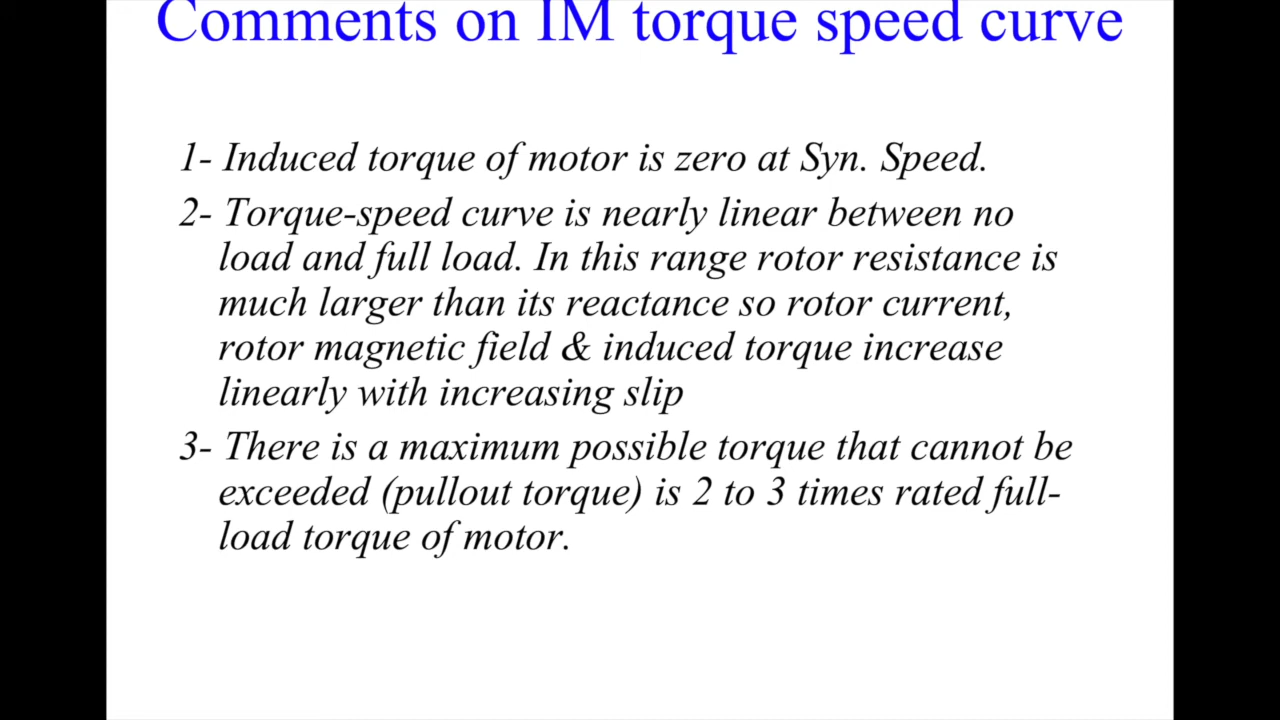 Comments on IM torque speed curve
1- Induced torque of motor is zero at Syn. Speed.
2- Torque-speed curve is nearly linear between no
load and full load. In this range rotor resistance is
much larger than its reactance so rotor current,
rotor magnetic field & induced torque increase
linearly with increasing slip
3- There is a maximum possible torque that cannot be
exceeded (pullout torque) is 2 to 3 times rated full-
load torque of motor.